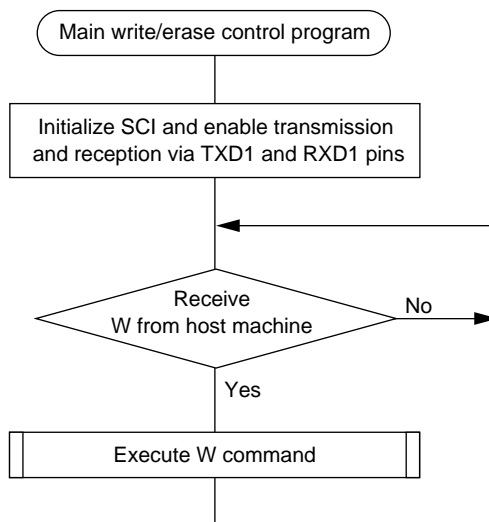 Main write/erase control program
Initialize SCI and enable transmission
and reception via TXD1 and RXD1 pins
Receive
W from host machine
No
Yes
Execute W command